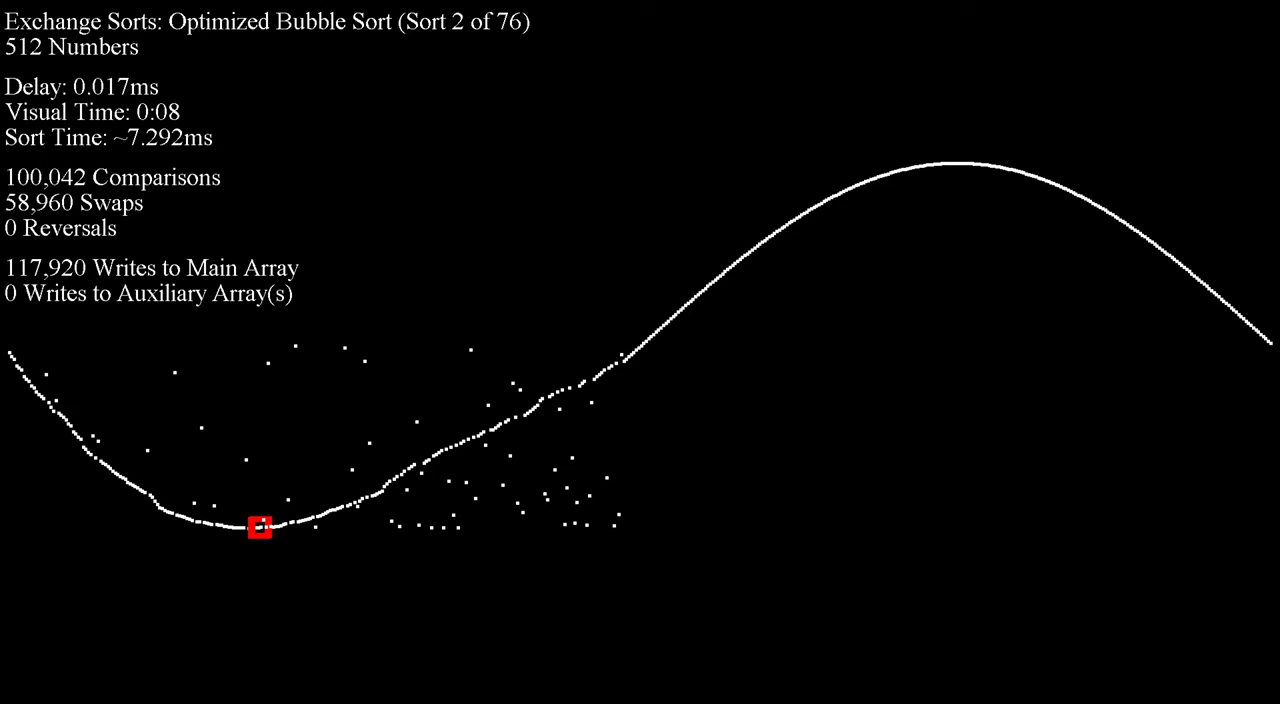 Exchange Sorts: Optimized Bubble Sort (Sort 2 of 76)
512 Numbers
Delay: 0.017ms
Visual Time: 0:08
Sort Time: ~7.292ms
100,042 Comparisons
58,960 Swaps
0 Reversals
117,920 Writes to Main Array
0 Writes to Auxiliary Array(s)